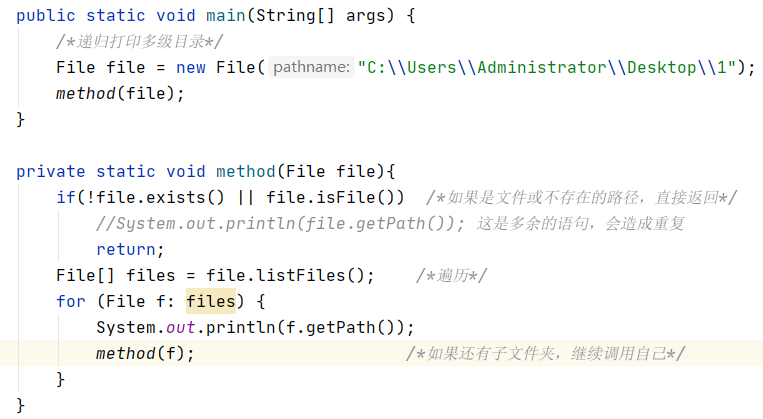 public static void main(String[] args) {
/*递归打印多级目录*/
File file = new File( pathname: "C:\\Users\\Administrator\\Desktop\\1");
method(file);
}
private static void method(File file){
if(!file.exists() || file.isFile()) /*如果是文件或不存在的路径，直接返回*/
//System.out.println(file.getPath()); 这是多余的语句，会造成重复
return;
File[] files = file.listFiles(); /*遍历*/
for (File f: files) {
System.out.println(f.getPath());
method(f); /*如果还有子文件夹，继续调用自己*/
}
}